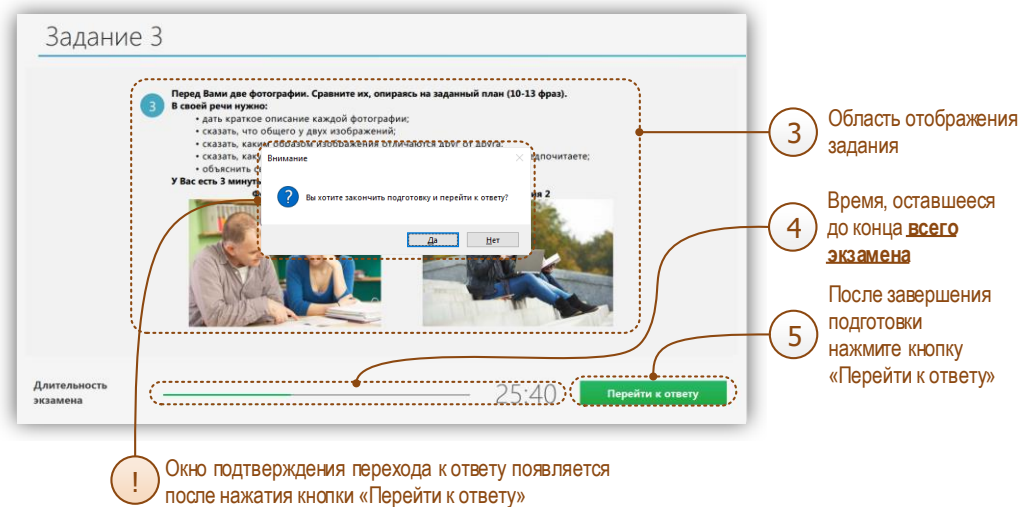 Задание 3
3
Перед Вами две фотографии. Сравните их, опираясь на заданный план (10-13 фраз).
В своей речи нужно:
• дать краткое описание каждой фотографии;
• сказать, что общего у двух изображений;
• сказать, каким образом изображения отличаются друг от друга;
• сказать, каку
дпочитаете;
• объяснить с
У Вас есть 3 минуты
ия 2
Внимание
?
Вы хотите закончить подготовку и перейти к ответу?
Да
Нет
Длительность
экзамена
25:40
Перейти к ответу
3
Область отображения
задания
4
Время, оставшееся
до конца всего
экзамена
5
После завершения
подготовки
нажмите кнопку
«Перейти к ответу»
!
Окно подтверждения перехода к ответу появляется
после нажатия кнопки «Перейти к ответу»